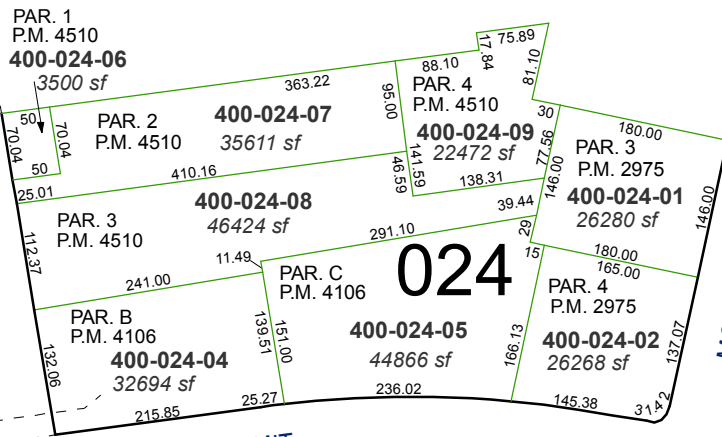 PAR. 1
P.M. 4510
400-024-06
3500 sf
50
70.04
70.04
50
363.22
PAR. 2
P.M. 4510
400-024-07
35611 sf
95.00
88.10
17.84
75.89
81.10
PAR. 4
P.M. 4510
400-024-09
22472 sf
30
77.56
141.59
46.59
138.31
180.00
PAR. 3
P.M. 2975
400-024-01
26280 sf
146.00
146.00
25.01
410.16
PAR. 3
P.M. 4510
400-024-08
46424 sf
112.37
241.00
11.49
291.10
39.44
29
180.00
15
165.00
PAR. C
P.M. 4106
024
400-024-05
44866 sf
151.00
139.51
166.13
236.02
PAR. 4
P.M. 2975
400-024-02
26268 sf
137.07
145.38
31.42
PAR. B
P.M. 4106
400-024-04
32694 sf
132.06
215.85
25.27